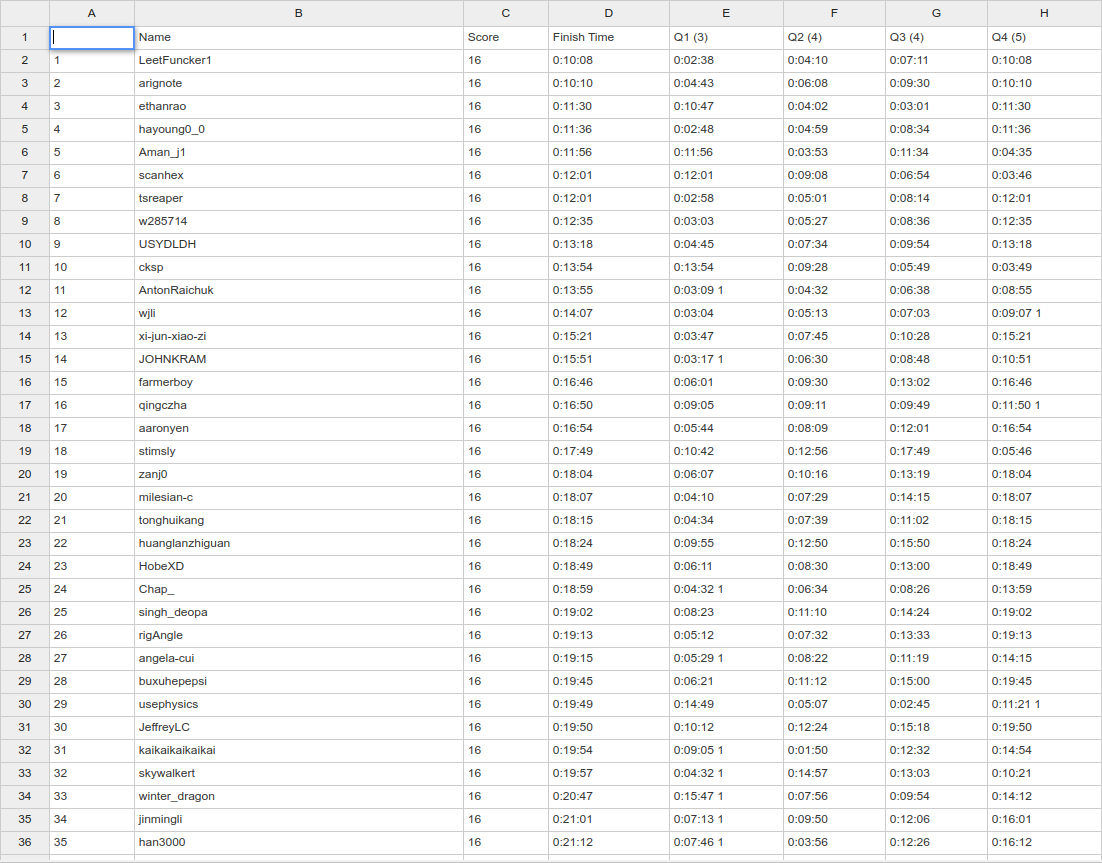 A B C D E F G H
1 Name Score Finish Time Q1 (3) Q2 (4) Q3 (4) Q4 (5)
2 1 LeetFuncker1 16 0:10:08 0:02:38 0:04:10 0:07:11 0:10:08
3 2 arignote 16 0:10:10 0:04:43 0:06:08 0:09:30 0:10:10
4 3 ethanrao 16 0:11:30 0:10:47 0:04:02 0:03:01 0:11:30
5 4 hayoung0_0 16 0:11:36 0:02:48 0:04:59 0:08:34 0:11:36
6 5 Aman_j1 16 0:11:56 0:11:56 0:03:53 0:11:34 0:04:35
7 6 scanhex 16 0:12:01 0:12:01 0:09:08 0:06:54 0:03:46
8 7 tsreaper 16 0:12:01 0:02:58 0:05:01 0:08:14 0:12:01
9 8 w285714 16 0:12:35 0:03:03 0:05:27 0:08:36 0:12:35
10 9 USYDLDH 16 0:13:18 0:04:45 0:07:34 0:09:54 0:13:18
11 10 cksp 16 0:13:54 0:13:54 0:09:28 0:05:49 0:03:49
12 11 AntonRaichuk 16 0:13:55 0:03:09 1 0:04:32 0:06:38 0:08:55
13 12 wjli 16 0:14:07 0:03:04 0:05:13 0:07:03 0:09:07 1
14 13 xi-jun-xiao-zi 16 0:15:21 0:03:47 0:07:45 0:10:28 0:15:21
15 14 JOHNKRAM 16 0:15:51 0:03:17 1 0:06:30 0:08:48 0:10:51
16 15 farmerboy 16 0:16:46 0:06:01 0:09:30 0:13:02 0:16:46
17 16 qingczha 16 0:16:50 0:09:05 0:09:11 0:09:49 0:11:50 1
18 17 aaronyen 16 0:16:54 0:05:44 0:08:09 0:12:01 0:16:54
19 18 stimsly 16 0:17:49 0:10:42 0:12:56 0:17:49 0:05:46
20 19 zanj0 16 0:18:04 0:06:07 0:10:16 0:13:19 0:18:04
21 20 milesian-c 16 0:18:07 0:04:10 0:07:29 0:14:15 0:18:07
22 21 tonghuikang 16 0:18:15 0:04:34 0:07:39 0:11:02 0:18:15
23 22 huanglanzhiguan 16 0:18:24 0:09:55 0:12:50 0:15:50 0:18:24
24 23 HobeXD 16 0:18:49 0:06:11 0:08:30 0:13:00 0:18:49
25 24 Chap_ 16 0:18:59 0:04:32 1 0:06:34 0:08:26 0:13:59
26 25 singh_deopa 16 0:19:02 0:08:23 0:11:10 0:14:24 0:19:02
27 26 rigAngle 16 0:19:13 0:05:12 0:07:32 0:13:33 0:19:13
28 27 angela-cui 16 0:19:15 0:05:29 1 0:08:22 0:11:19 0:14:15
29 28 buxuhepepsi 16 0:19:45 0:06:21 0:11:12 0:15:00 0:19:45
30 29 usephysics 16 0:19:49 0:14:49 0:05:07 0:02:45 0:11:21 1
31 30 JeffreyLC 16 0:19:50 0:10:12 0:12:24 0:15:18 0:19:50
32 31 kaikaikaikaikai 16 0:19:54 0:09:05 1 0:01:50 0:12:32 0:14:54
33 32 skywalkert 16 0:19:57 0:04:32 1 0:14:57 0:13:03 0:10:21
34 33 winter_dragon 16 0:20:47 0:15:47 1 0:07:56 0:09:54 0:14:12
35 34 jinmingli 16 0:21:01 0:07:13 1 0:09:50 0:12:06 0:16:01
36 35 han3000 16 0:21:12 0:07:46 1 0:03:56 0:12:26 0:16:12